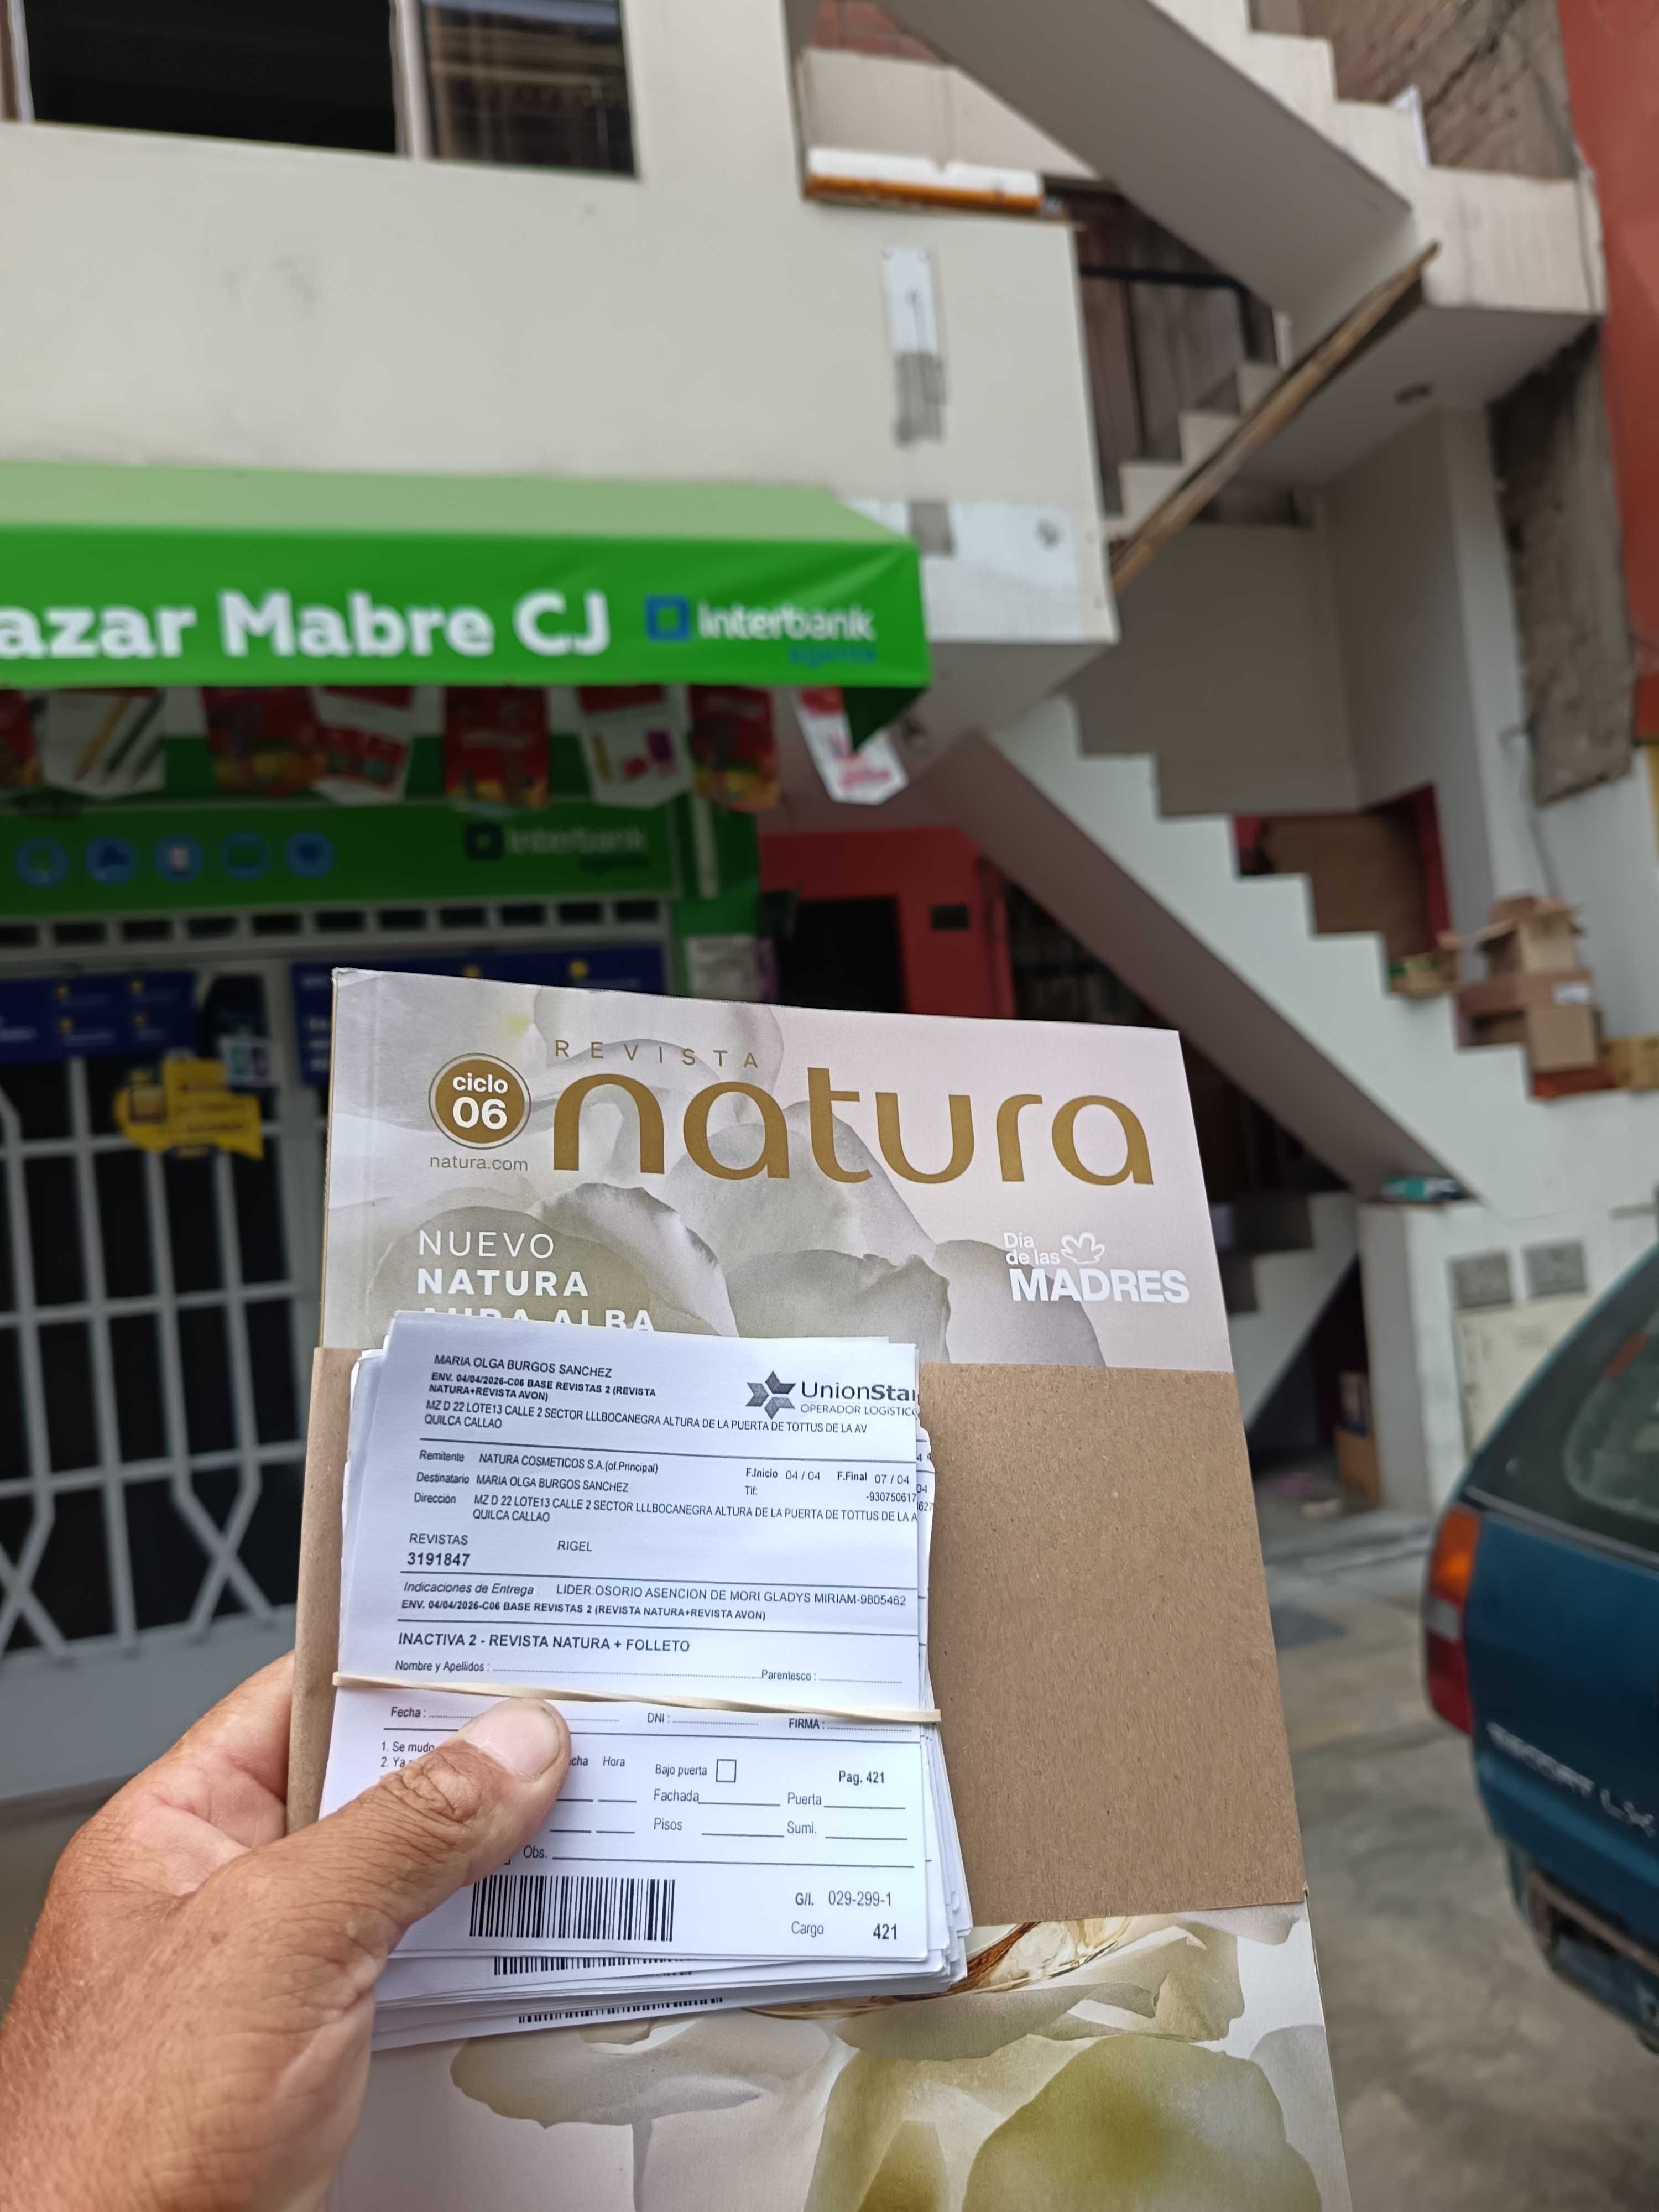 azar Mabre CJ interbank
agente
interbank
agente
REVISTA
ciclo
06
natura
natura.com
NUEVO
NATURA
AURA ALBA
Día
de las
MADRES
MARIA OLGA BURGOS SANCHEZ
ENV. 04/04/2026-C06 BASE REVISTAS 2 (REVISTA
NATURA+REVISTA AVON)
MZ D 22 LOTE13 CALLE 2 SECTOR LLLBOCANEGRA ALTURA DE LA PUERTA DE TOTTUS DE LA AV
QUILCA CALLAO
UnionStar
OPERADOR LOGISTICO
Remitente NATURA COSMETICOS S.A.(of.Principal)
F.Inicio 04 / 04 F.Final 07 / 04
Destinatario MARIA OLGA BURGOS SANCHEZ
Tlf: -930750617
Dirección MZ D 22 LOTE13 CALLE 2 SECTOR LLLBOCANEGRA ALTURA DE LA PUERTA DE TOTTUS DE LA A
QUILCA CALLAO
REVISTAS RIGEL
3191847
Indicaciones de Entrega : LIDER:OSORIO ASENCION DE MORI GLADYS MIRIAM-9805462
ENV. 04/04/2026-C06 BASE REVISTAS 2 (REVISTA NATURA+REVISTA AVON)
INACTIVA 2 - REVISTA NATURA + FOLLETO
Nombre y Apellidos : Parentesco :
Fecha : DNI : FIRMA :
1. Se mudo
2. Ya
cha Hora Bajo puerta Pag. 421
Fachada Puerta
Pisos Sumi.
Obs.
G/I. 029-299-1
Cargo 421